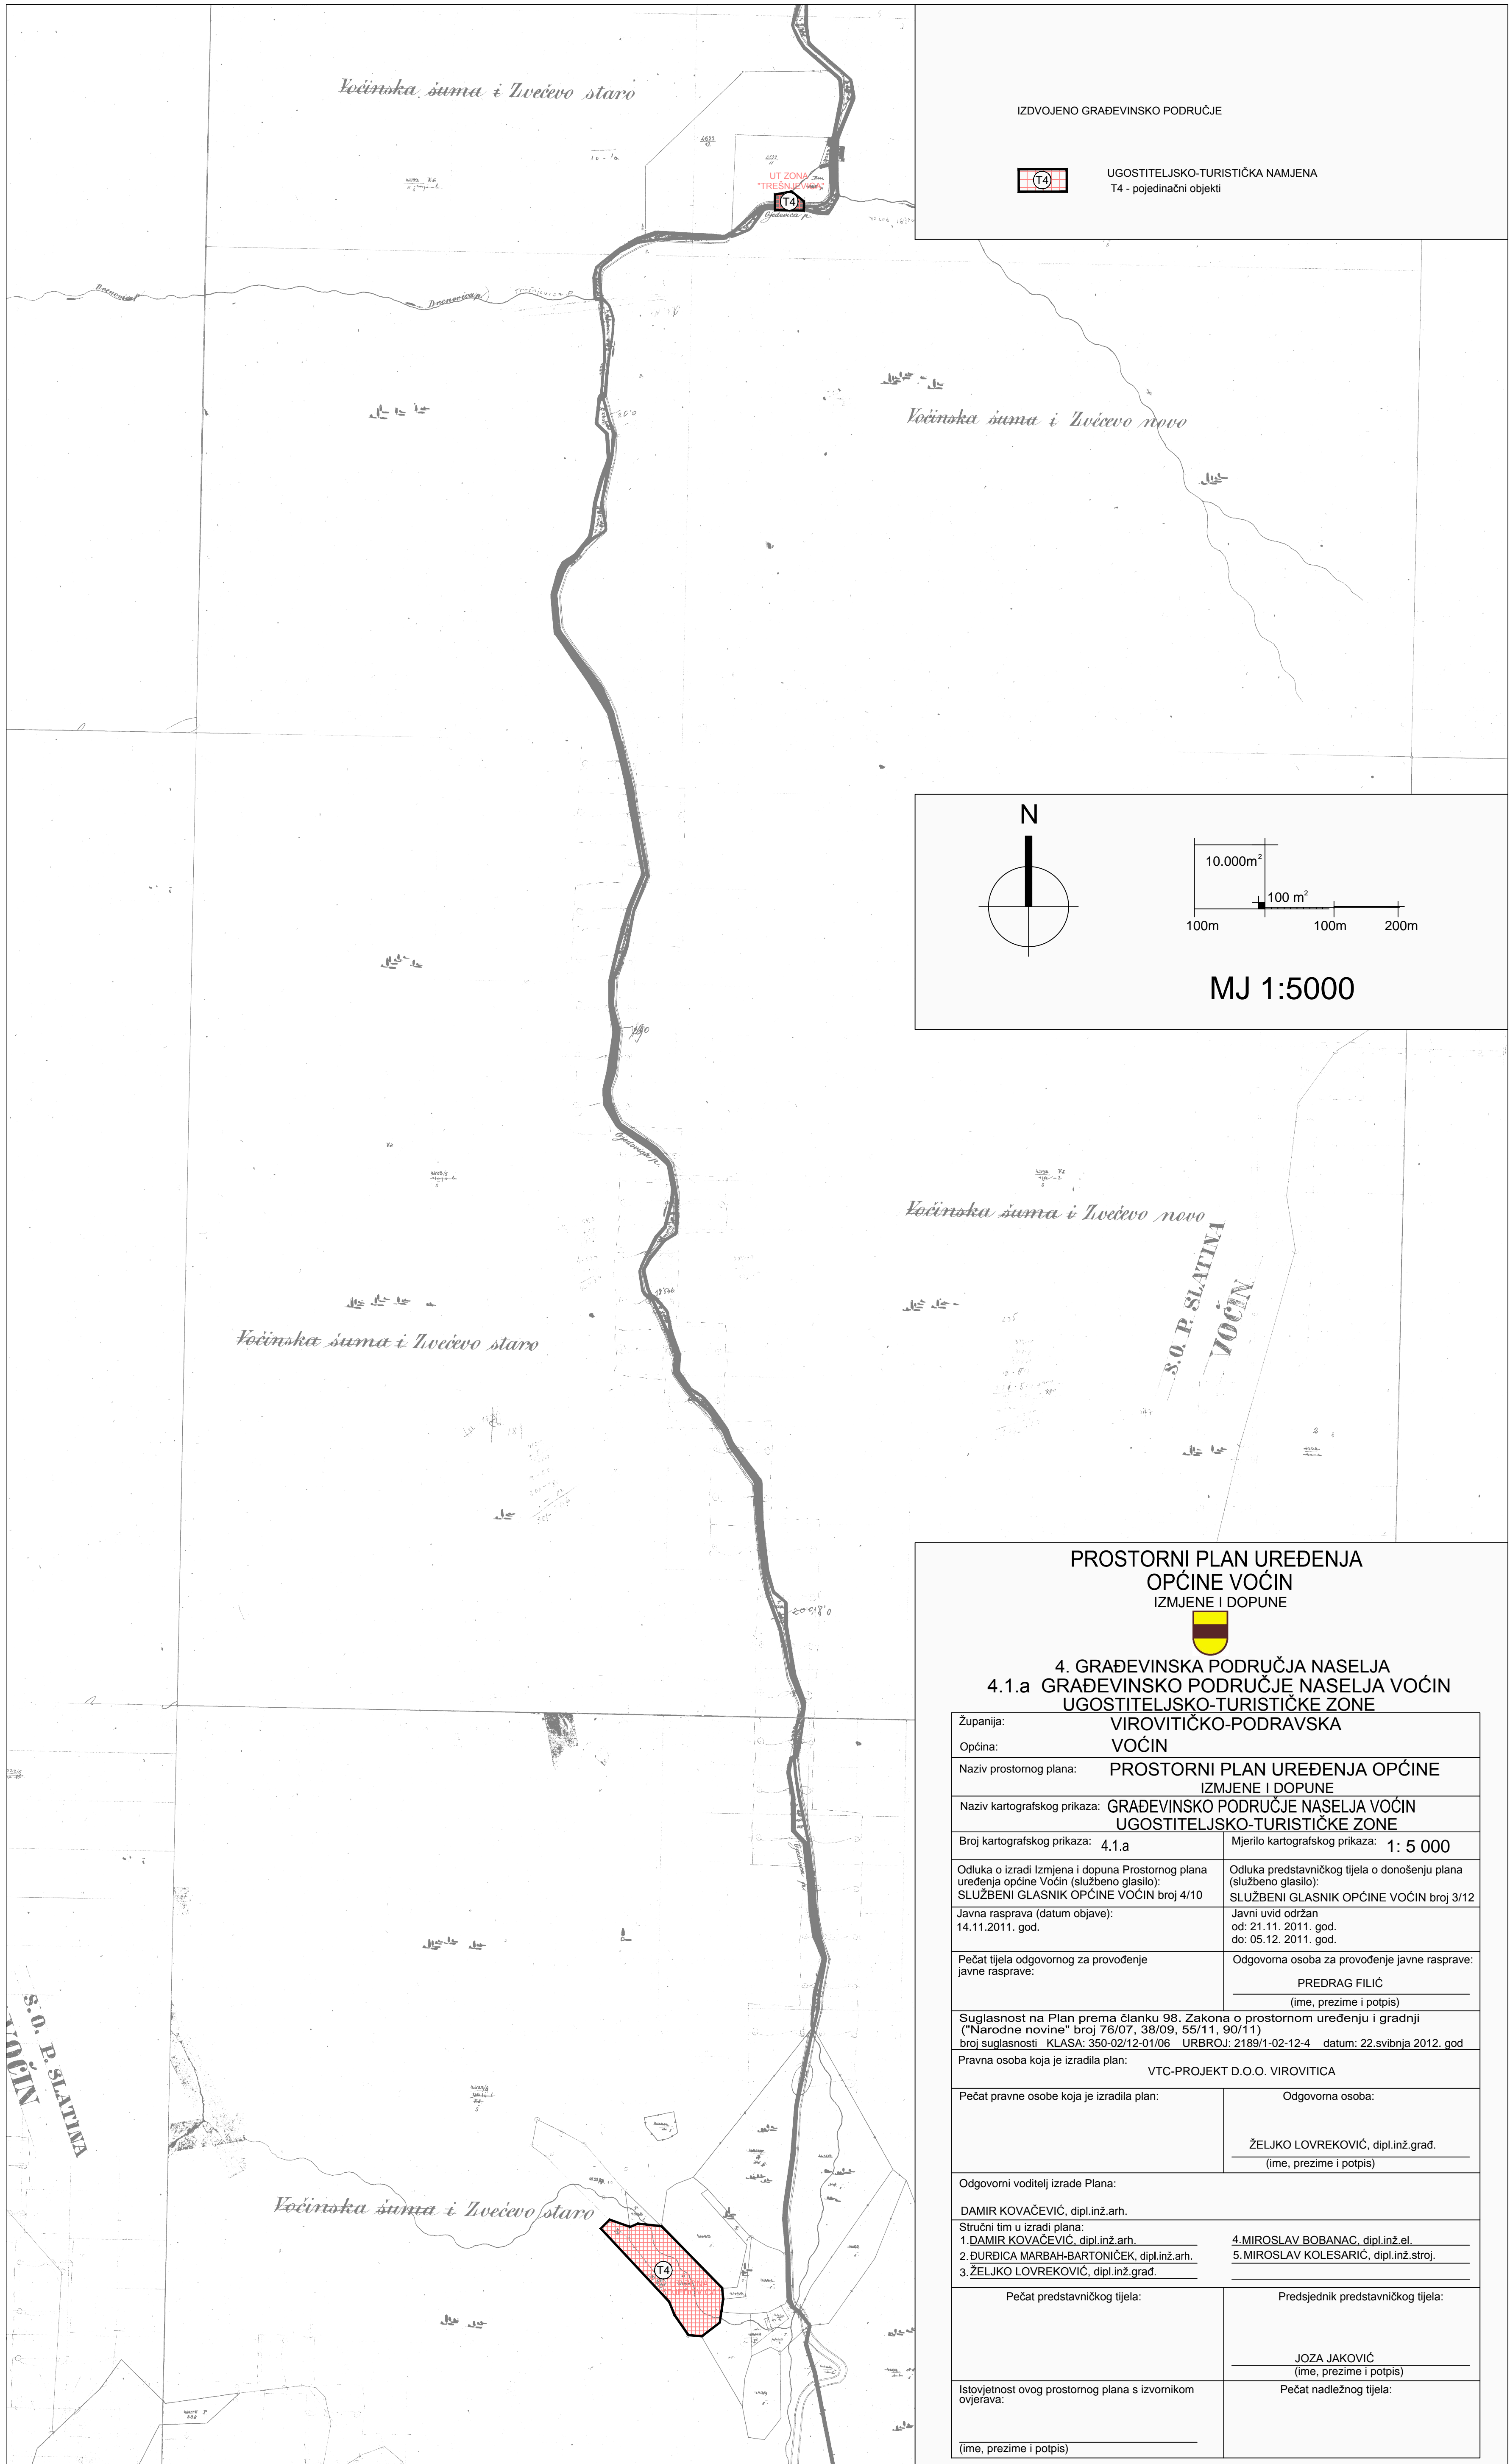 Voćinska šuma i Zvećevo staro
IZDVOJENO GRAĐEVINSKO PODRUČJE
T4
UGOSTITELJSKO-TURISTIČKA NAMJENA
T4 - pojedinačni objekti
UT ZONA
"TREŠNJEVICA"
T4
Gjedovica p.
Drenovica p.
Voćinska šuma i Zvećevo novo
N
10.000m²
100 m²
100m
100m
200m
MJ 1:5000
Gjedovica p.
Voćinska šuma i Zvećevo novo
S.O. P. SLATINA
VOĆIN
Voćinska šuma i Zvećevo staro
PROSTORNI PLAN UREĐENJA
OPĆINE VOĆIN
IZMJENE I DOPUNE
4. GRAĐEVINSKA PODRUČJA NASELJA
4.1.a GRAĐEVINSKO PODRUČJE NASELJA VOĆIN
UGOSTITELJSKO-TURISTIČKE ZONE
Županija: VIROVITIČKO-PODRAVSKA
Općina: VOĆIN
Naziv prostornog plana: PROSTORNI PLAN UREĐENJA OPĆINE
IZMJENE I DOPUNE
Naziv kartografskog prikaza: GRAĐEVINSKO PODRUČJE NASELJA VOĆIN
UGOSTITELJSKO-TURISTIČKE ZONE
Broj kartografskog prikaza: 4.1.a
Mjerilo kartografskog prikaza: 1: 5 000
Odluka o izradi Izmjena i dopuna Prostornog plana
uređenja općine Voćin (službeno glasilo):
SLUŽBENI GLASNIK OPĆINE VOĆIN broj 4/10
Odluka predstavničkog tijela o donošenju plana
(službeno glasilo):
SLUŽBENI GLASNIK OPĆINE VOĆIN broj 3/12
Javna rasprava (datum objave):
14.11.2011. god.
Javni uvid održan
od: 21.11. 2011. god.
do: 05.12. 2011. god.
Pečat tijela odgovornog za provođenje
javne rasprave:
Odgovorna osoba za provođenje javne rasprave:
PREDRAG FILIĆ
(ime, prezime i potpis)
Suglasnost na Plan prema članku 98. Zakona o prostornom uređenju i gradnji
("Narodne novine" broj 76/07, 38/09, 55/11, 90/11)
broj suglasnosti KLASA: 350-02/12-01/06 URBROJ: 2189/1-02-12-4 datum: 22.svibnja 2012. god
Pravna osoba koja je izradila plan:
VTC-PROJEKT D.O.O. VIROVITICA
Pečat pravne osobe koja je izradila plan:
Odgovorna osoba:
ŽELJKO LOVREKOVIĆ, dipl.inž.građ.
(ime, prezime i potpis)
Odgovorni voditelj izrade Plana:
DAMIR KOVAČEVIĆ, dipl.inž.arh.
Stručni tim u izradi plana:
1.DAMIR KOVAČEVIĆ, dipl.inž.arh.
2.ĐURĐICA MARBAH-BARTONIČEK, dipl.inž.arh.
3.ŽELJKO LOVREKOVIĆ, dipl.inž.građ.
4.MIROSLAV BOBANAC, dipl.inž.el.
5.MIROSLAV KOLESARIĆ, dipl.inž.stroj.
Pečat predstavničkog tijela:
Predsjednik predstavničkog tijela:
JOZA JAKOVIĆ
(ime, prezime i potpis)
Istovjetnost ovog prostornog plana s izvornikom
ovjerava:
(ime, prezime i potpis)
Pečat nadležnog tijela:
S.O. P. SLATINA
VOĆIN
Voćinska šuma i Zvećevo staro
T4